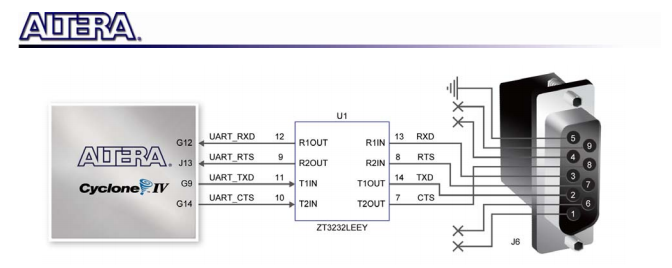 ALTERA.
U1
G12 UART_RXD 12 R1OUT R1IN 13 RXD
J13 UART_RTS 9 R2OUT R2IN 8 RTS
G9 UART_TXD 11 T1IN T1OUT 14 TXD
G14 UART_CTS 10 T2IN T2OUT 7 CTS
ALTERA.
Cyclone IV
ZT3232LEEY
5
9
4
8
3
7
2
6
1
J6